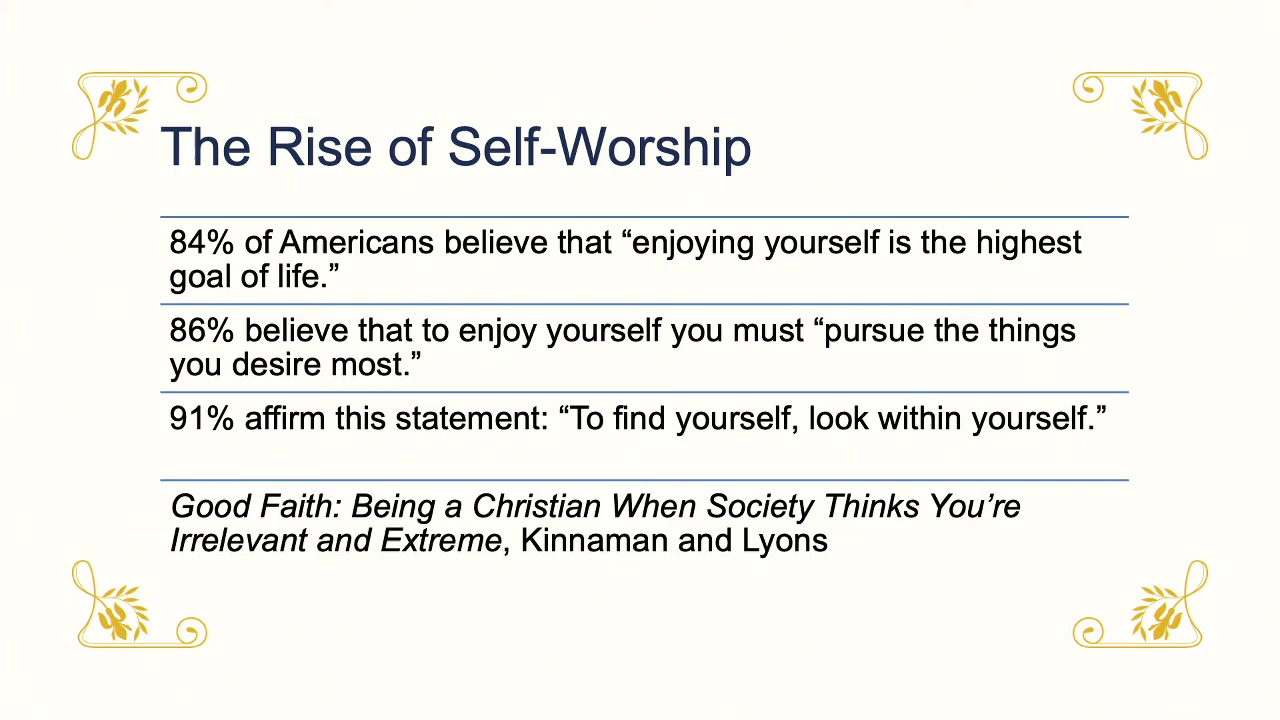 The Rise of Self-Worship
84% of Americans believe that “enjoying yourself is the highest
goal of life.”
86% believe that to enjoy yourself you must “pursue the things
you desire most.”
91% affirm this statement: “To find yourself, look within yourself.”
Good Faith: Being a Christian When Society Thinks You’re
Irrelevant and Extreme, Kinnaman and Lyons